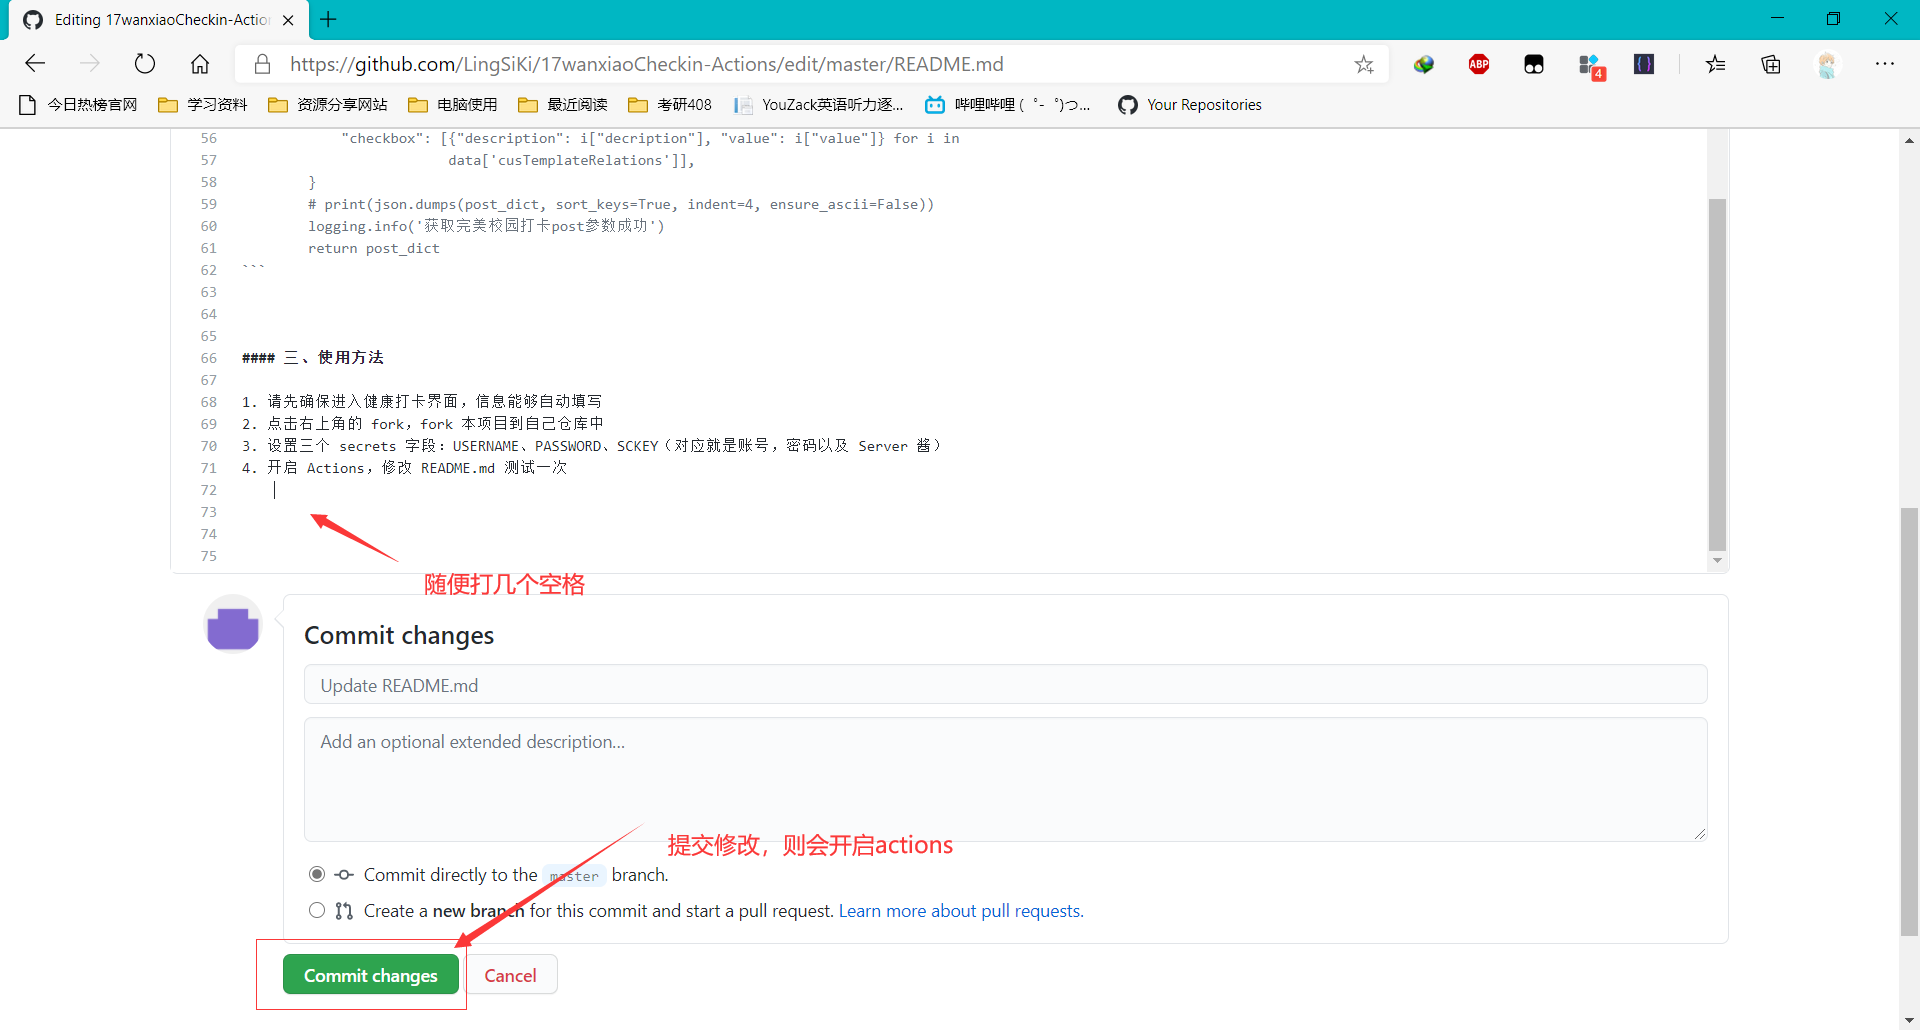 Editing 17wanxiaoCheckin-Actio
https://github.com/LingSiKi/17wanxiaoCheckin-Actions/edit/master/README.md
ABP
4
今日热榜官网 学习资料 资源分享网站 电脑使用 最近阅读 考研408 YouZack英语听力逐... 哔哩哔哩 ( ゜- ゜)つ... Your Repositories
56 "checkbox": [{"description": i["decription"], "value": i["value"]} for i in
57 data['cusTemplateRelations']],
58 }
59 # print(json.dumps(post_dict, sort_keys=True, indent=4, ensure_ascii=False))
60 logging.info('获取完美校园打卡post参数成功')
61 return post_dict
62 ```
63
64
65
66 #### 三、使用方法
67
68 1. 请先确保进入健康打卡界面，信息能够自动填写
69 2. 点击右上角的 fork，fork 本项目到自己仓库中
70 3. 设置三个 secrets 字段：USERNAME、PASSWORD、SCKEY（对应就是账号，密码以及 Server 酱）
71 4. 开启 Actions，修改 README.md 测试一次
72
73
74
75
随便打几个空格
Commit changes
Update README.md
Add an optional extended description...
提交修改，则会开启actions
Commit directly to the master branch.
Create a new branch for this commit and start a pull request. Learn more about pull requests.
Commit changes Cancel